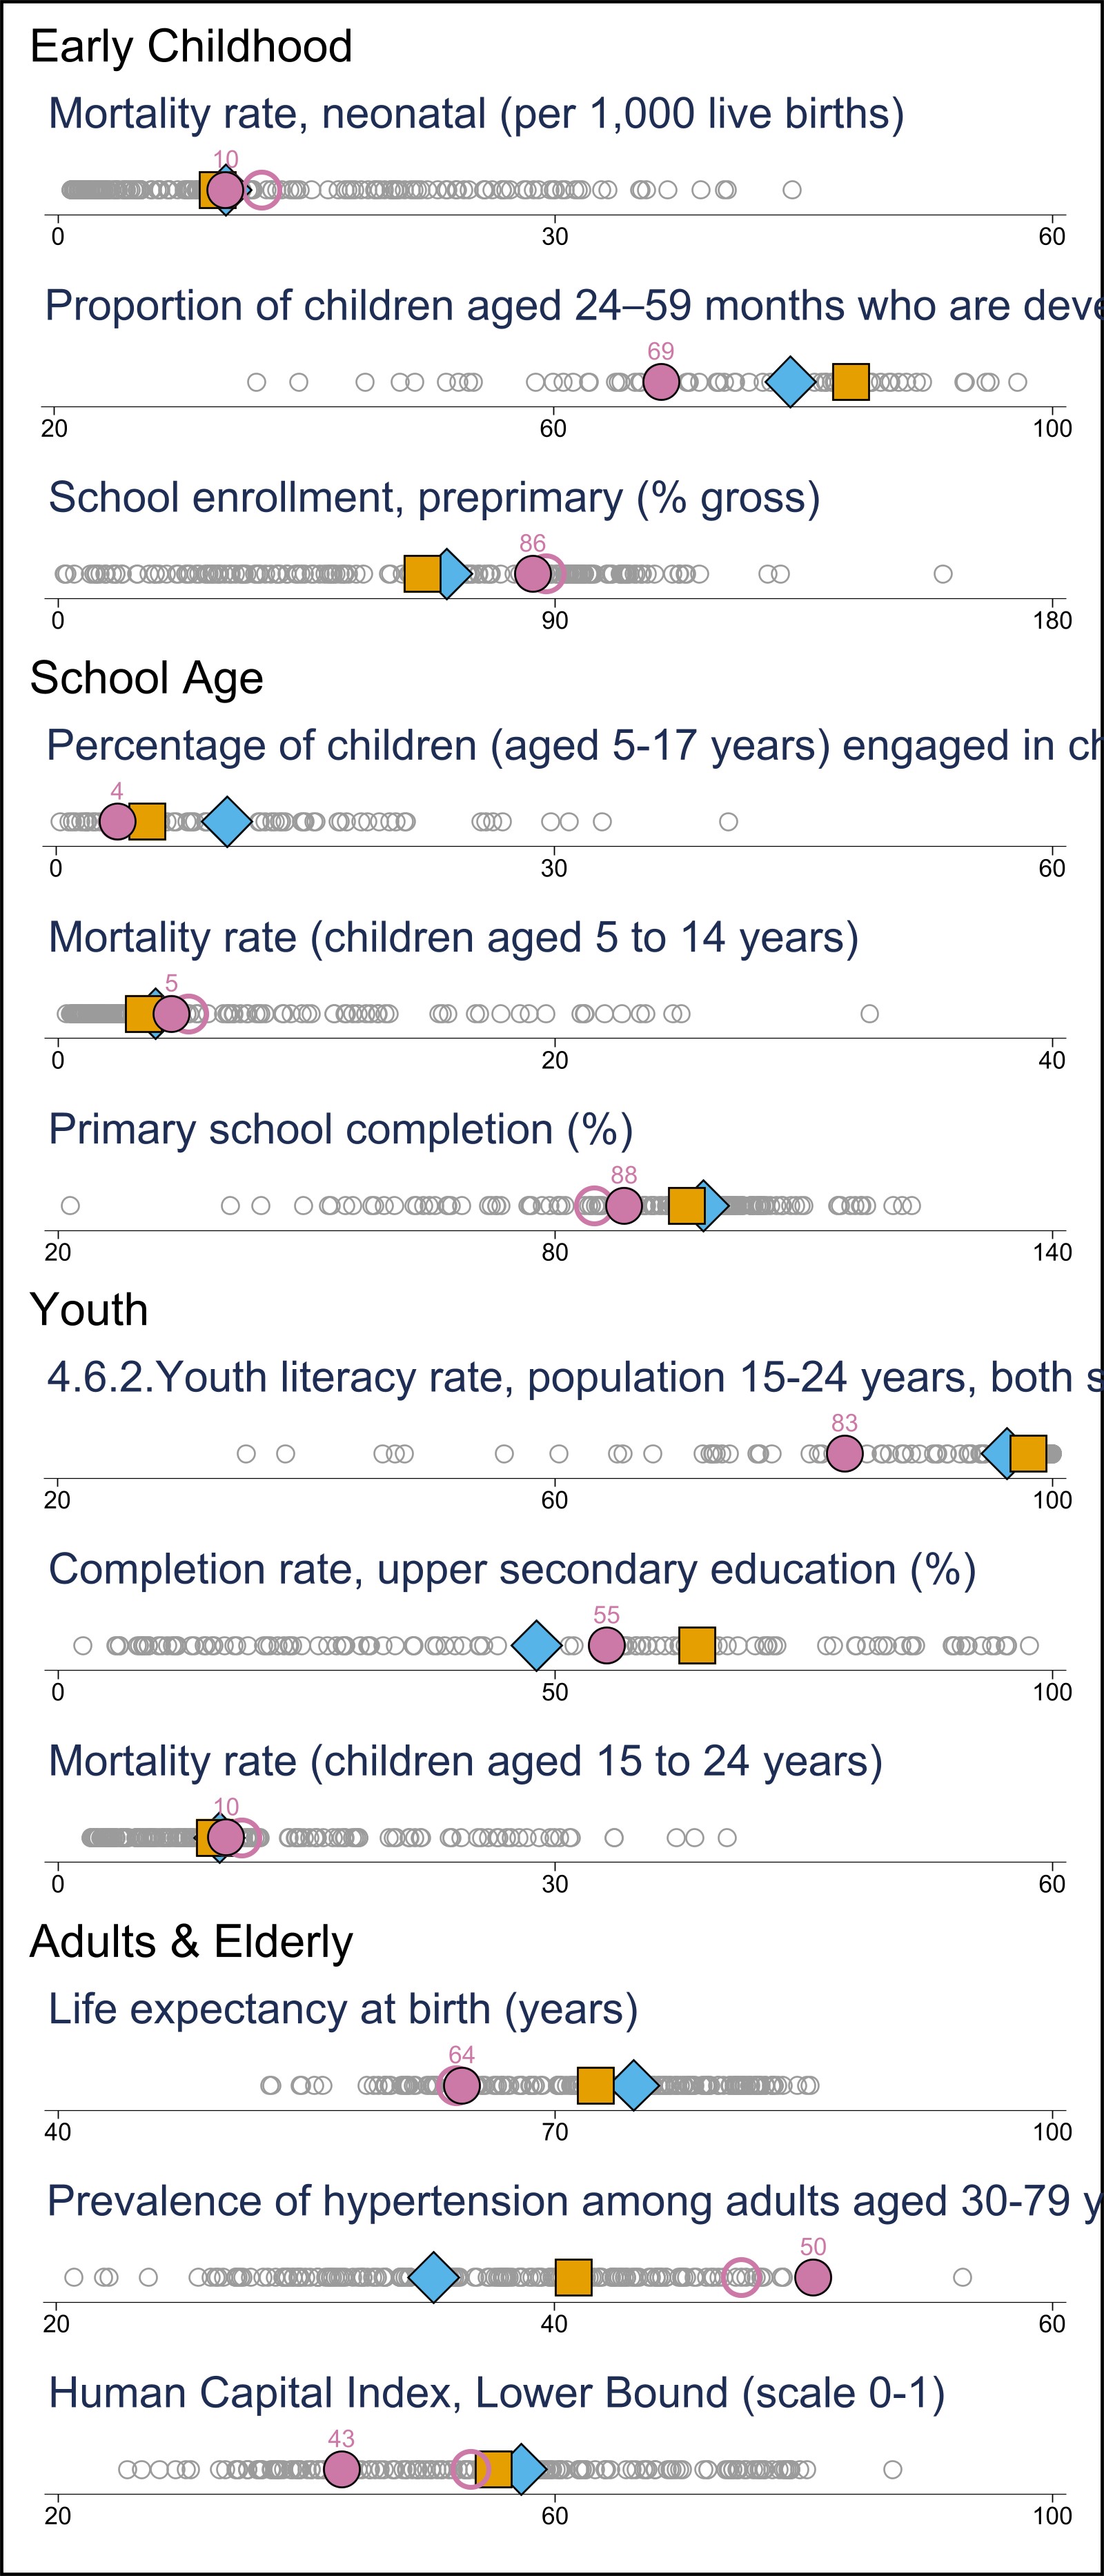 Early Childhood
Mortality rate, neonatal (per 1,000 live births)
10
0 30 60
Proportion of children aged 24–59 months who are deve
69
20 60 100
School enrollment, preprimary (% gross)
86
0 90 180
School Age
Percentage of children (aged 5-17 years) engaged in ch
4
0 30 60
Mortality rate (children aged 5 to 14 years)
5
0 20 40
Primary school completion (%)
88
20 80 140
Youth
4.6.2.Youth literacy rate, population 15-24 years, both s
83
20 60 100
Completion rate, upper secondary education (%)
55
0 50 100
Mortality rate (children aged 15 to 24 years)
10
0 30 60
Adults & Elderly
Life expectancy at birth (years)
64
40 70 100
Prevalence of hypertension among adults aged 30-79 y
50
20 40 60
Human Capital Index, Lower Bound (scale 0-1)
43
20 60 100